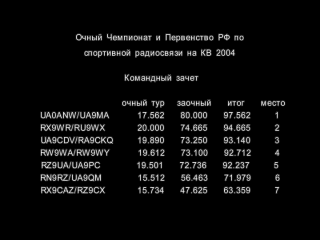 Очный Чемпионат и Первенство РФ по
спортивной радиосвязи на КВ 2004
Командный зачет
очный тур заочный итог место
UA0ANW/UA9MA 17.562 80.000 97.562 1
RX9WR/RU9WX 20.000 74.665 94.665 2
UA9CDV/RA9CKQ 19.890 73.250 93.140 3
RW9WA/RW9WY 19.612 73.100 92.712 4
RZ9UA/UA9PC 19.501 72.736 92.237 5
RN9RZ/UA9QM 15.512 56.463 71.979 6
RX9CAZ/RZ9CX 15.734 47.625 63.359 7